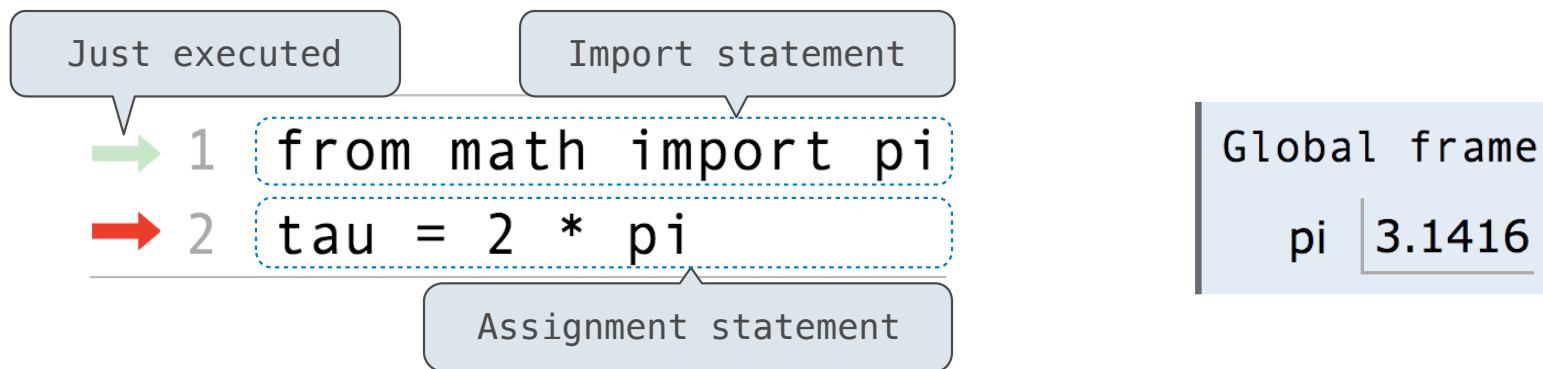 Just executed
Import statement
1 from math import pi
2 tau = 2 * pi
Assignment statement
Global frame
pi 3.1416